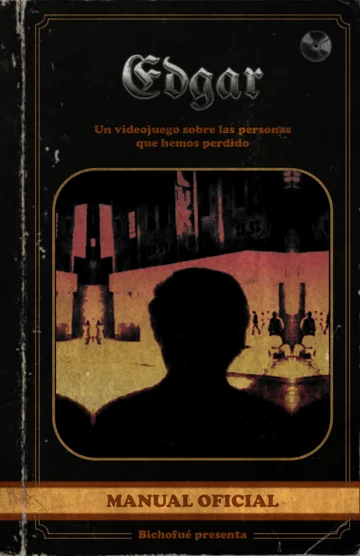 Edgar
Un videojuego sobre las personas
que hemos perdido
MANUAL OFICIAL
Bichofué presenta